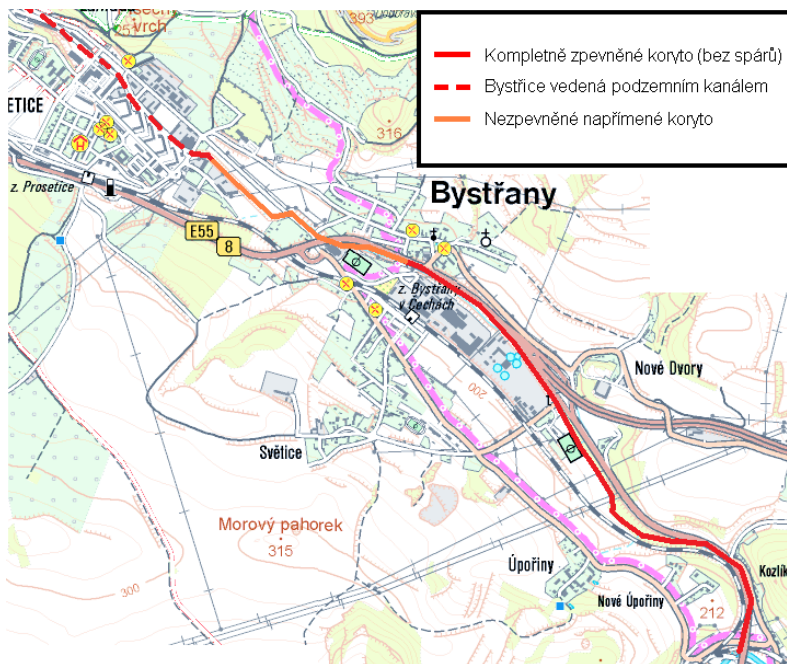 vrch
393
Kompletně zpevněné koryto (bez spárů)
Bystřice vedená podzemním kanálem
Nezpevněné napřímené koryto
ETICE
316
z. Prosetice
Bystřany
E55
8
z. Bystřany
v Čechách
200
Nové Dvory
Světice
Morový pahorek
315
300
Úpořiny
Nové Úpořiny
212
Kozlík